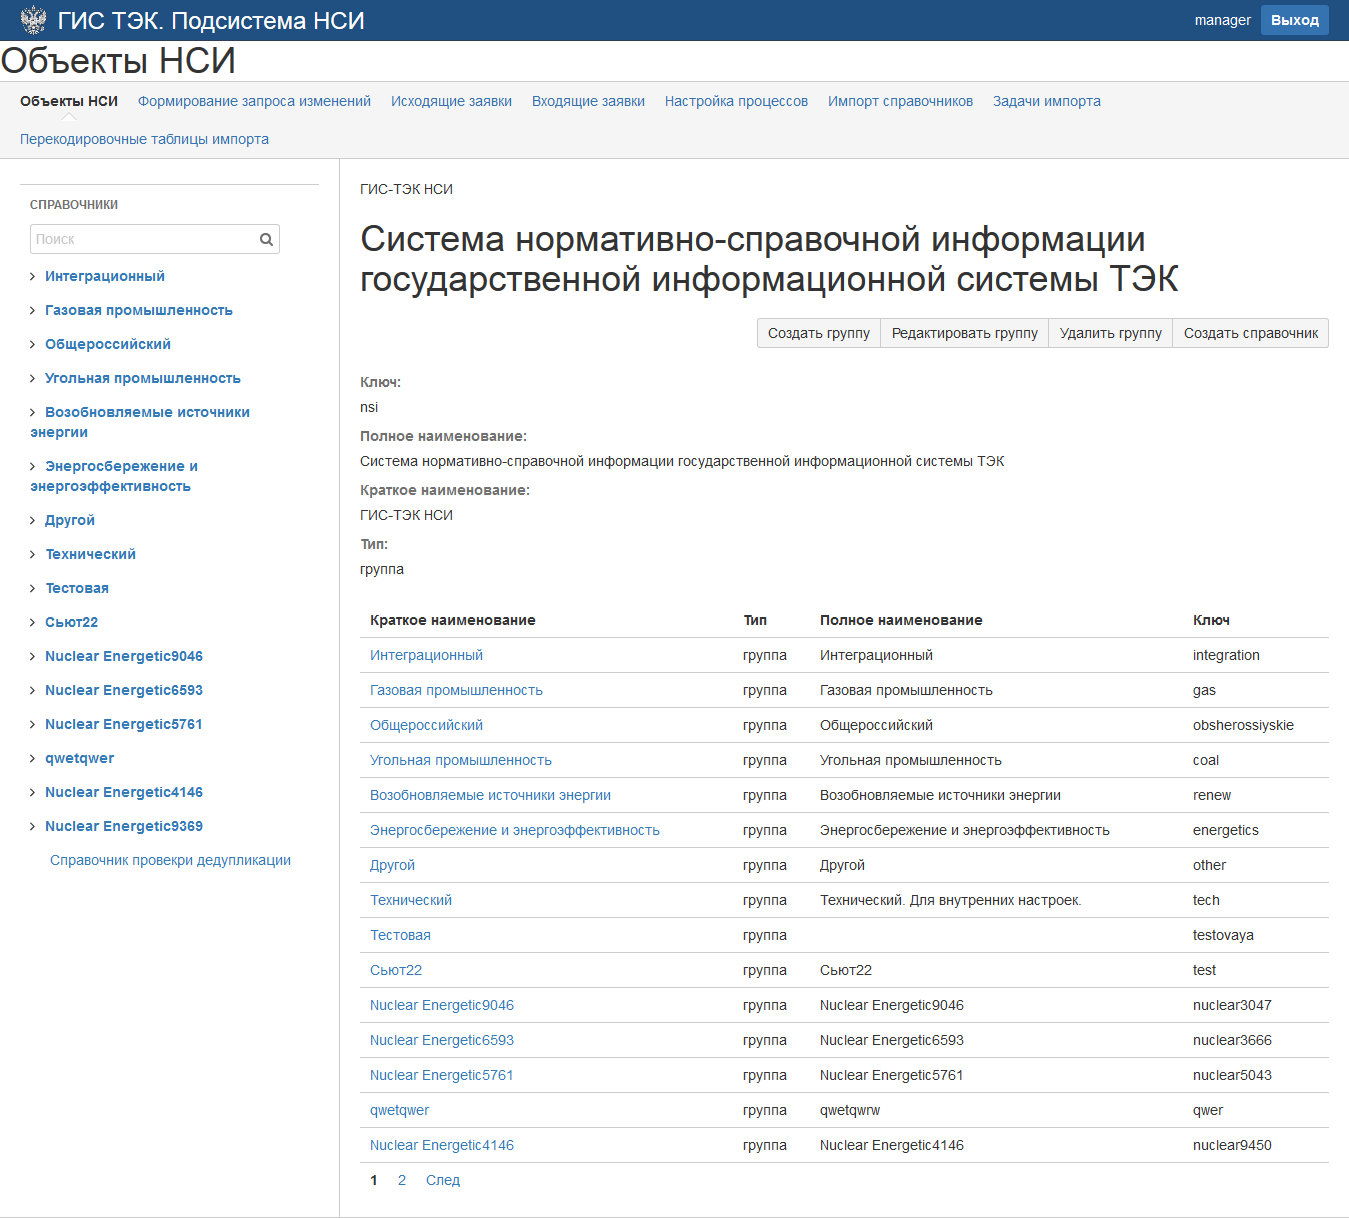 ГИС ТЭК. Подсистема НСИ
manager Выход
Объекты НСИ
Объекты НСИ Формирование запроса изменений Исходящие заявки Входящие заявки Настройка процессов Импорт справочников Задачи импорта
Перекодировочные таблицы импорта
СПРАВОЧНИКИ
Поиск
Интеграционный
Газовая промышленность
Общероссийский
Угольная промышленность
Возобновляемые источники
энергии
Энергосбережение и
энергоэффективность
Другой
Технический
Тестовая
Сьют22
Nuclear Energetic9046
Nuclear Energetic6593
Nuclear Energetic5761
qwetqwer
Nuclear Energetic4146
Nuclear Energetic9369
Справочник провекри дедупликации
ГИС-ТЭК НСИ
Система нормативно-справочной информации
государственной информационной системы ТЭК
Создать группу Редактировать группу Удалить группу Создать справочник
Ключ:
nsi
Полное наименование:
Система нормативно-справочной информации государственной информационной системы ТЭК
Краткое наименование:
ГИС-ТЭК НСИ
Тип:
группа
Краткое наименование Тип Полное наименование Ключ
Интеграционный группа Интеграционный integration
Газовая промышленность группа Газовая промышленность gas
Общероссийский группа Общероссийский obsherossiyskie
Угольная промышленность группа Угольная промышленность coal
Возобновляемые источники энергии группа Возобновляемые источники энергии renew
Энергосбережение и энергоэффективность группа Энергосбережение и энергоэффективность energetics
Другой группа Другой other
Технический группа Технический. Для внутренних настроек. tech
Тестовая группа testovaya
Сьют22 группа Сьют22 test
Nuclear Energetic9046 группа Nuclear Energetic9046 nuclear3047
Nuclear Energetic6593 группа Nuclear Energetic6593 nuclear3666
Nuclear Energetic5761 группа Nuclear Energetic5761 nuclear5043
qwetqwer группа qwetqwrw qwer
Nuclear Energetic4146 группа Nuclear Energetic4146 nuclear9450
1 2 След